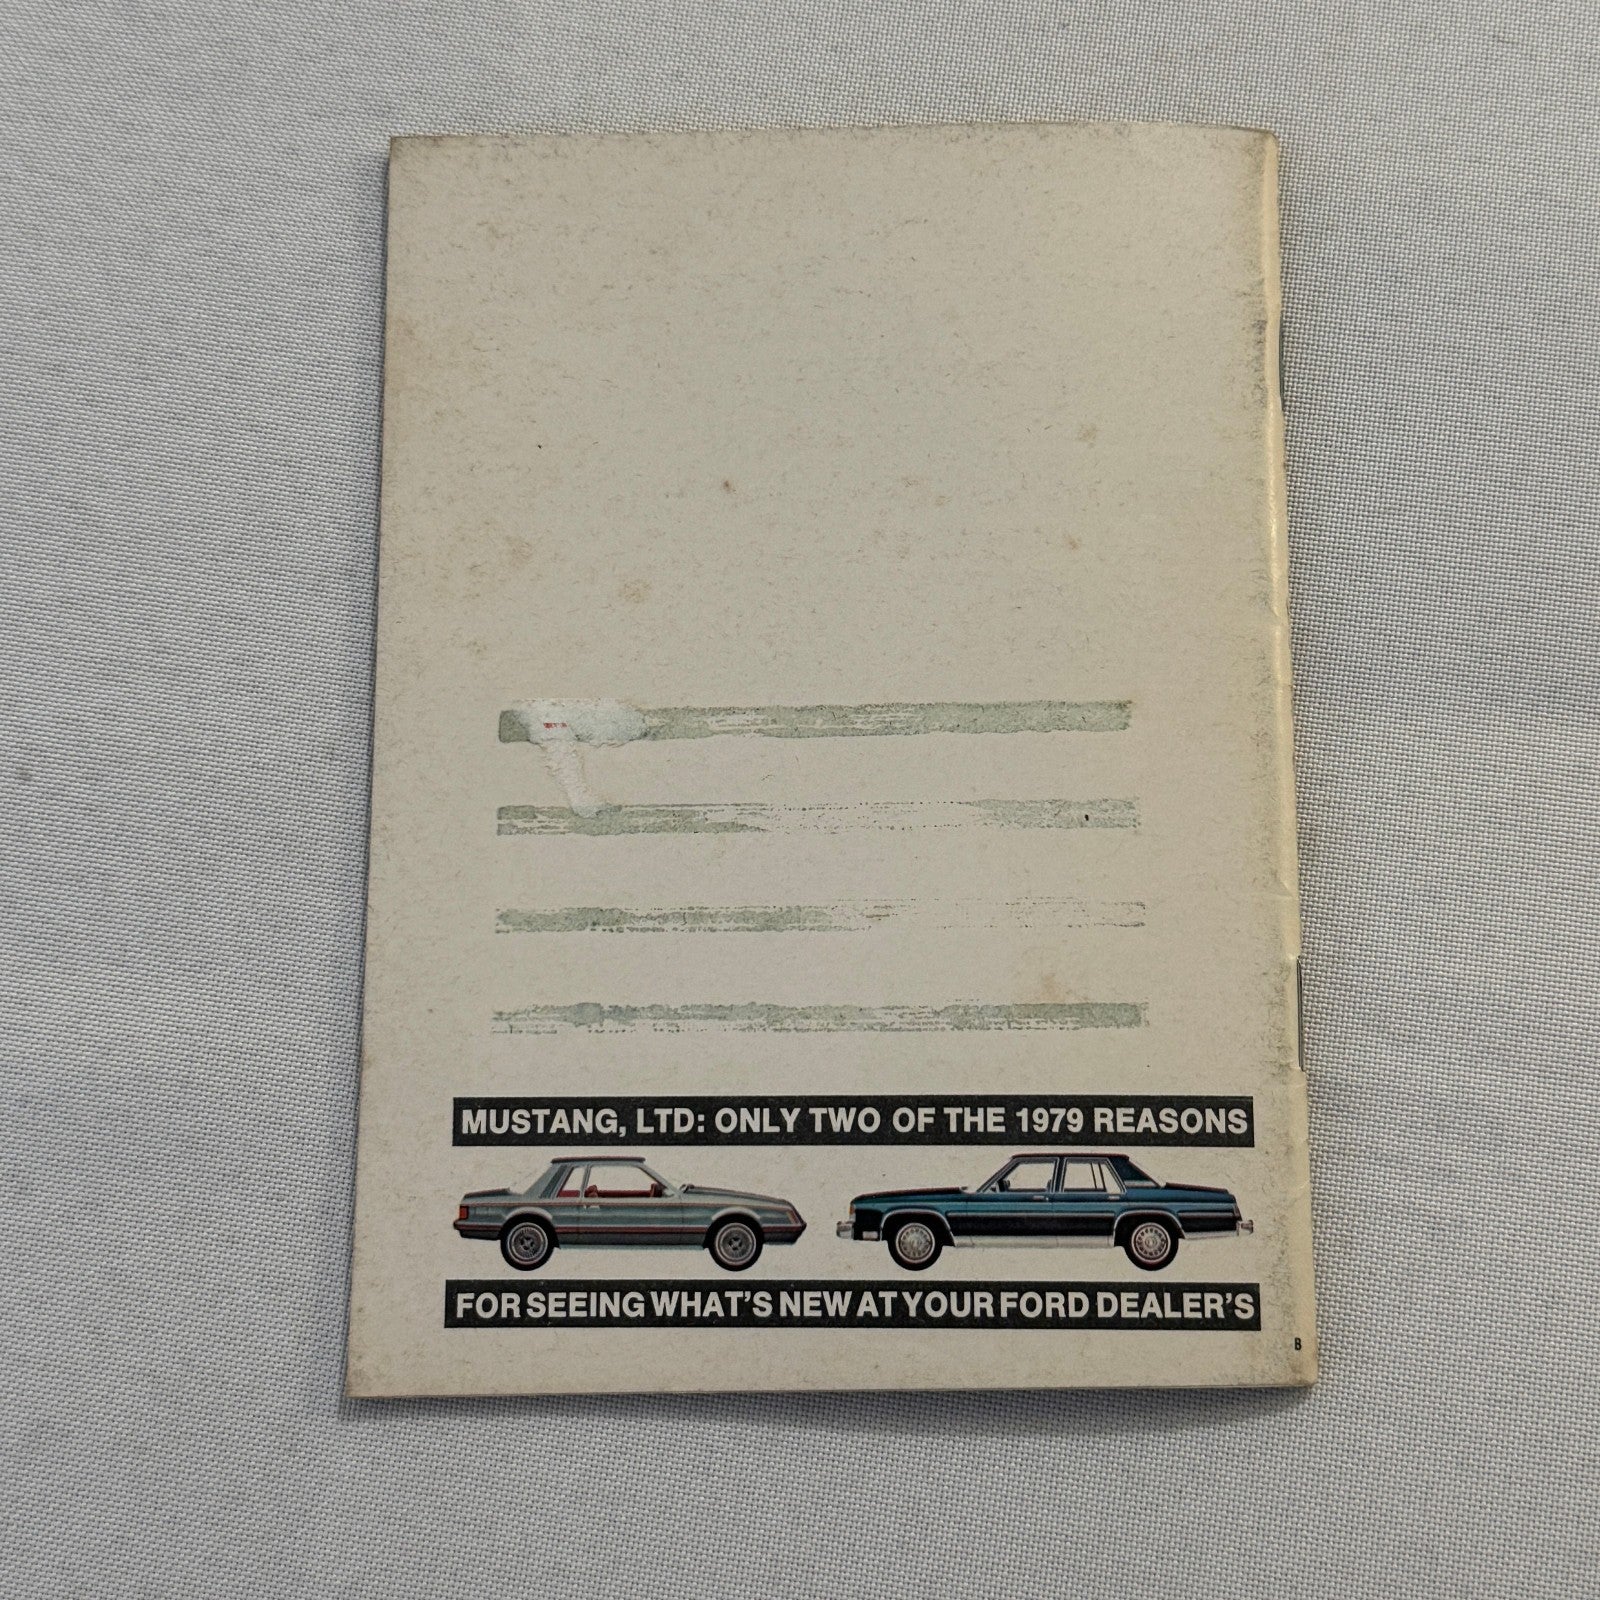 MUSTANG, LTD: ONLY TWO OF THE 1979 REASONS
FOR SEEING WHAT'S NEW AT YOUR FORD DEALER'S
B